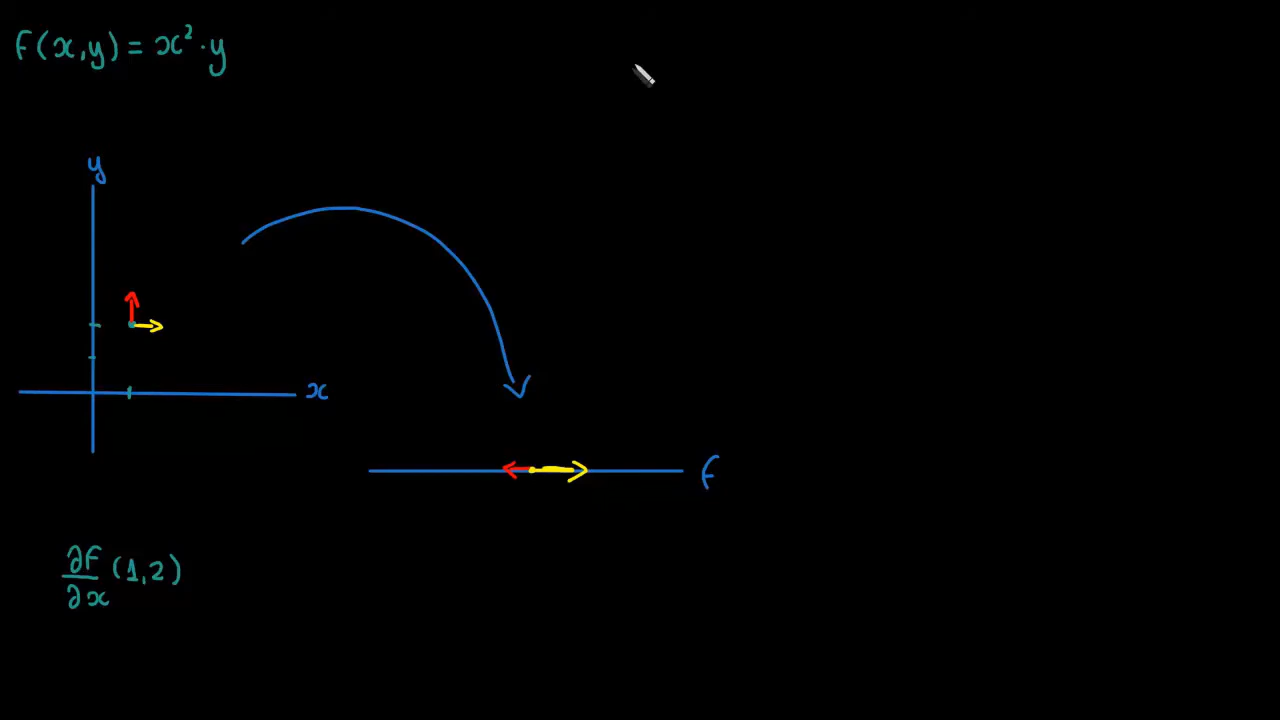 f(x,y) = x²·y
y
x
f
∂f/∂x (1,2)